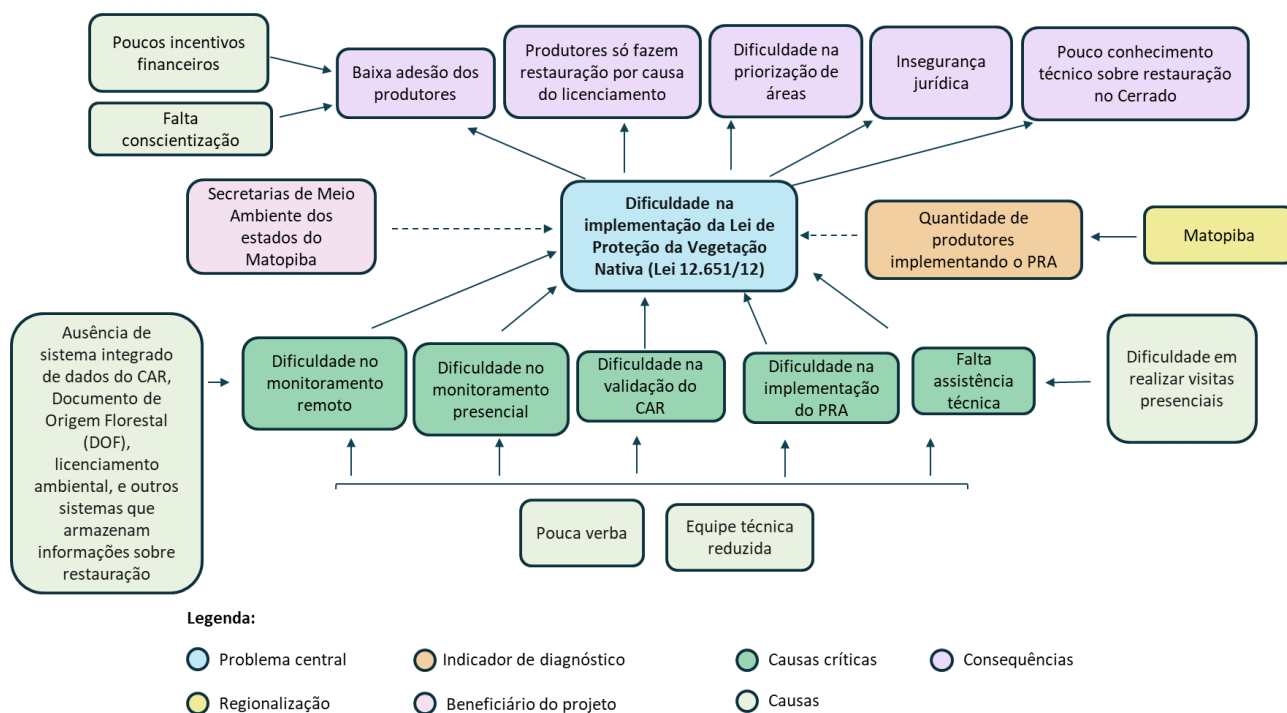 Poucos incentivos
financeiros
Falta
conscientização
Baixa adesão dos
produtores
Produtores só fazem
restauração por causa
do licenciamento
Dificuldade na
priorização de
áreas
Insegurança
jurídica
Pouco conhecimento
técnico sobre restauração
no Cerrado
Secretarias de Meio
Ambiente dos
estados do
Matopiba
Dificuldade na
implementação da Lei de
Proteção da Vegetação
Nativa (Lei 12.651/12)
Quantidade de
produtores
implementando o PRA
Matopiba
Ausência de
sistema integrado
de dados do CAR,
Documento de
Origem Florestal
(DOF),
licenciamento
ambiental, e outros
sistemas que
armazenam
informações sobre
restauração
Dificuldade no
monitoramento
remoto
Dificuldade no
monitoramento
presencial
Dificuldade na
validação do
CAR
Dificuldade na
implementação
do PRA
Falta
assistência
técnica
Dificuldade em
realizar visitas
presenciais
Pouca verba
Equipe técnica
reduzida
Legenda:
Problema central
Indicador de diagnóstico
Causas críticas
Consequências
Regionalização
Beneficiário do projeto
Causas